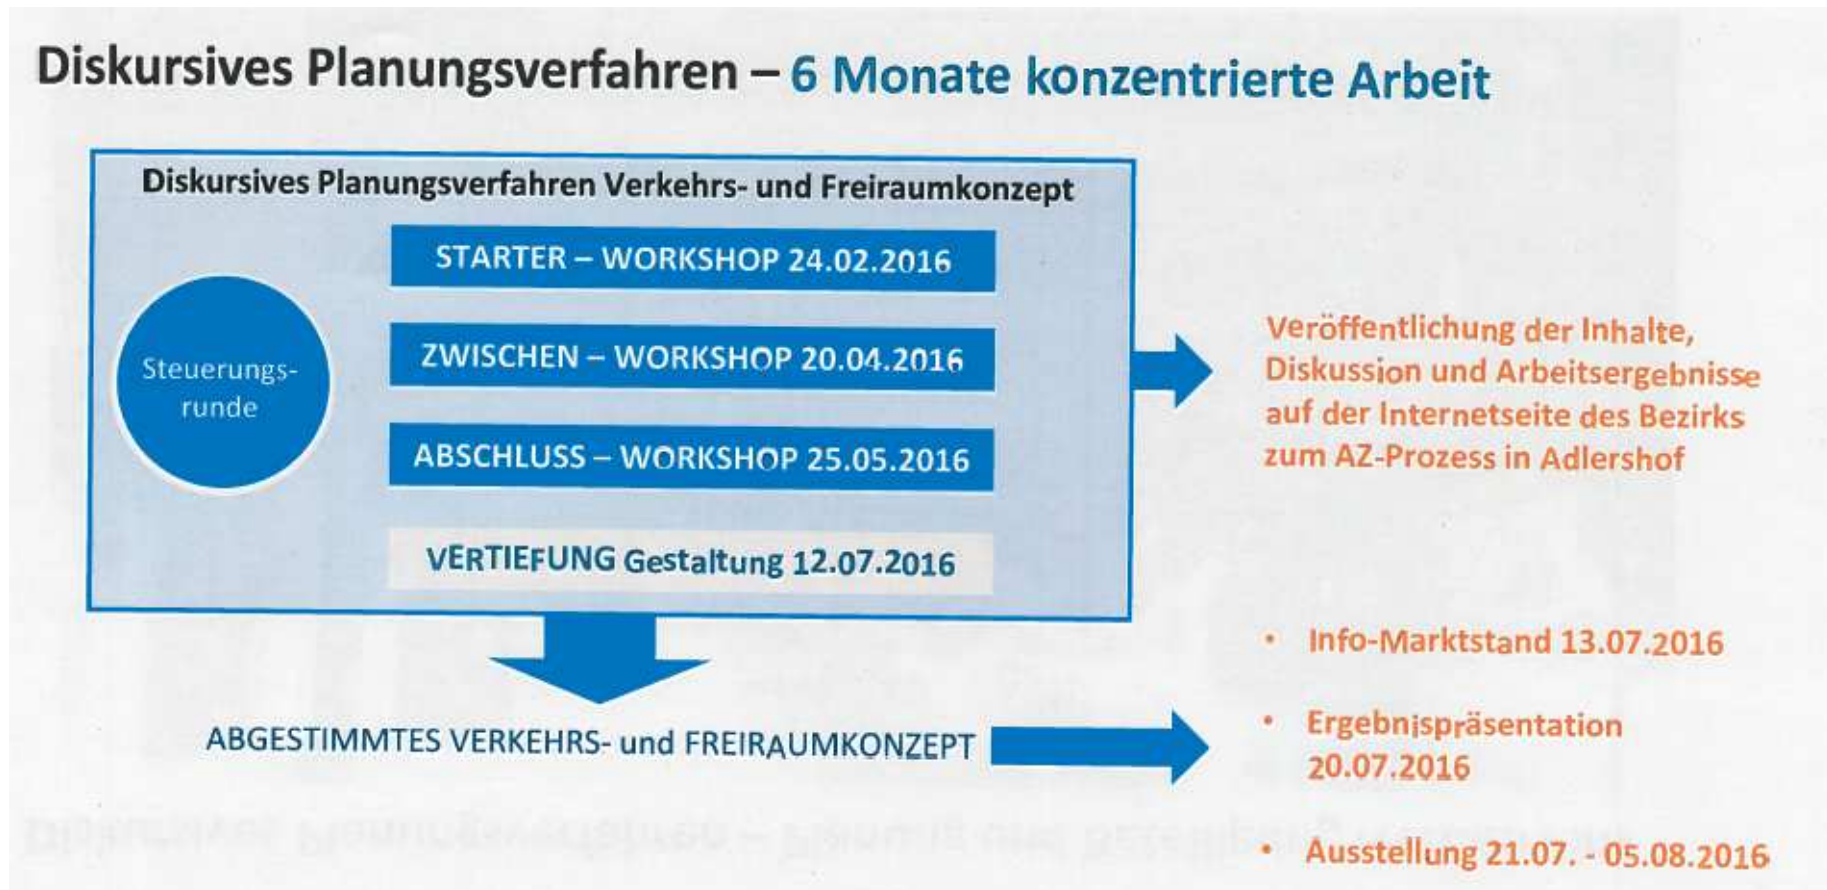 Diskursives Planungsverfahren – 6 Monate konzentrierte Arbeit
Diskursives Planungsverfahren Verkehrs- und Freiraumkonzept
STARTER – WORKSHOP 24.02.2016
ZWISCHEN – WORKSHOP 20.04.2016
ABSCHLUSS – WORKSHOP 25.05.2016
VERTIEFUNG Gestaltung 12.07.2016
Steuerungs-
runde
Veröffentlichung der Inhalte,
Diskussion und Arbeitsergebnisse
auf der Internetseite des Bezirks
zum AZ-Prozess in Adlershof
ABGESTIMMTES VERKEHRS- und FREIRAUMKONZEPT
• Info-Marktstand 13.07.2016
• Ergebnispräsentation
20.07.2016
• Ausstellung 21.07. - 05.08.2016